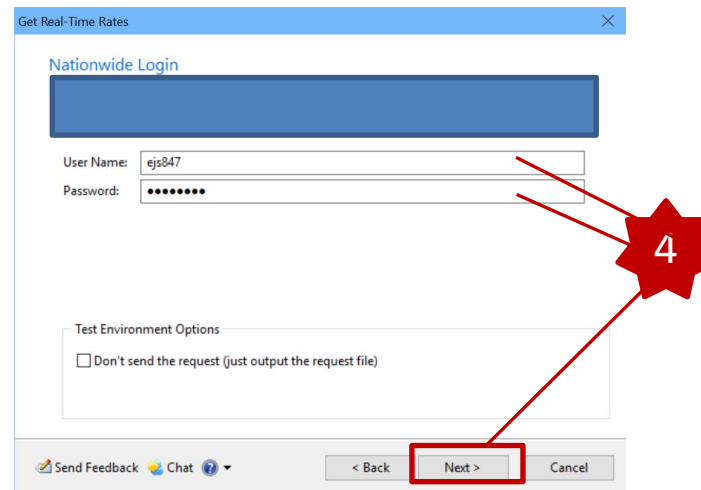 Get Real-Time Rates
Nationwide Login
User Name: ejs847
Password: ••••••••
4
Test Environment Options
Don't send the request (just output the request file)
Send Feedback Chat < Back Next > Cancel